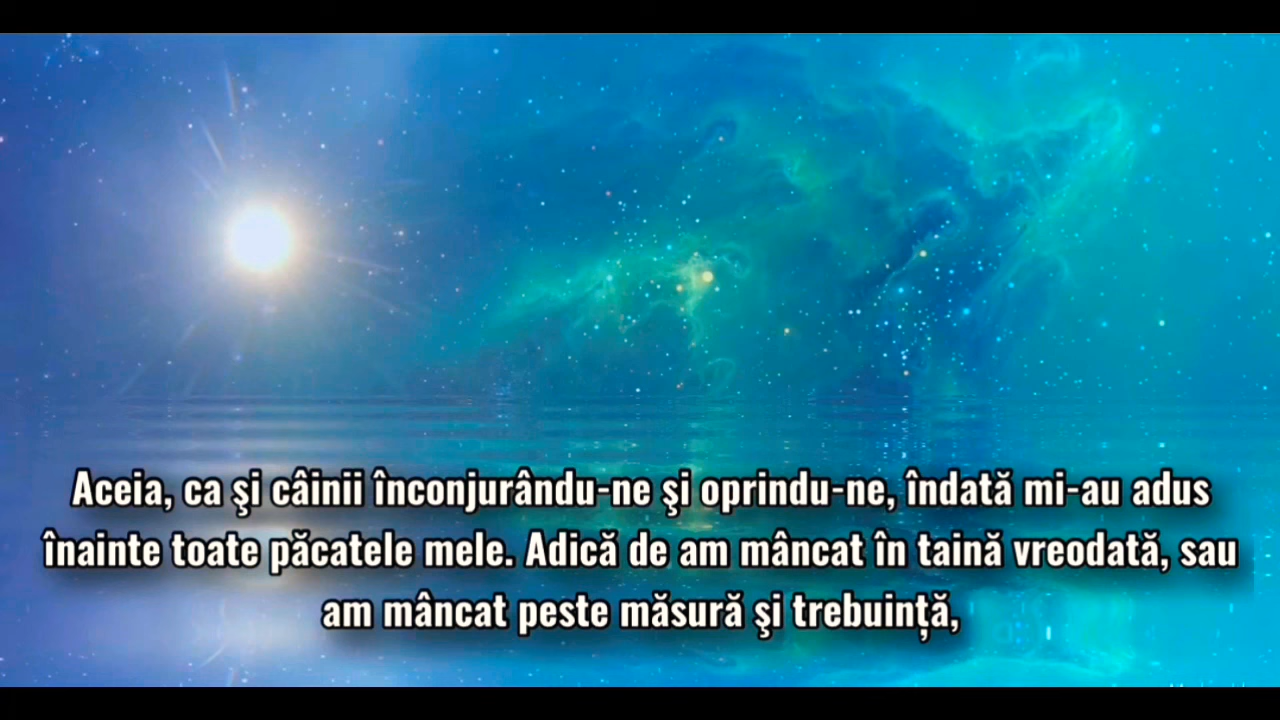 Aceia, ca şi câinii înconjurându-ne şi oprindu-ne, îndată mi-au adus
înainte toate păcatele mele. Adică de am mâncat în taină vreodată, sau
am mâncat peste măsură şi trebuință,